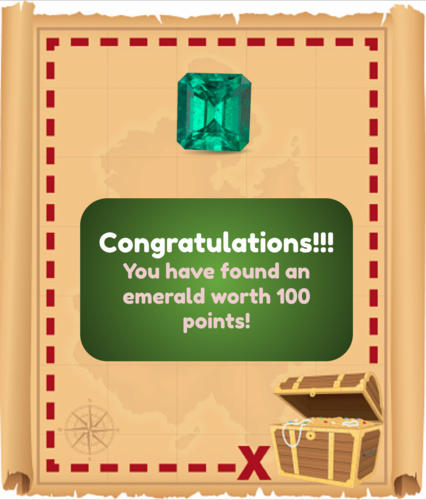 Congratulations!!!
You have found an
emerald worth 100
points!
X